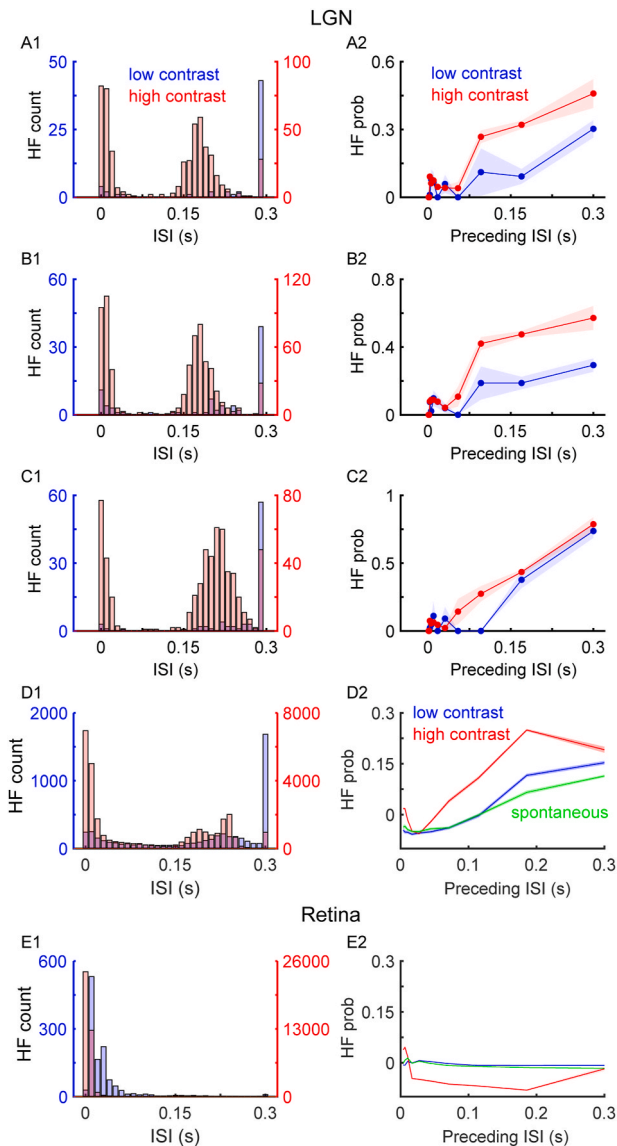 LGN
A1 A2
50 100 0.6
low contrast low contrast
high contrast high contrast
HF count 25 50 HF prob 0.3
0 0 0
0 0.15 0.3 0 0.15 0.3
ISI (s) Preceding ISI (s)
B1 B2
60 120 1
HF count 30 60 HF prob 0.6
0.2
0 0 0
0 0.15 0.3 0 0.15 0.3
ISI (s) Preceding ISI (s)
C1 C2
60 80 1
HF count 30 40 HF prob 0.5
0 0 0
0 0.15 0.3 0 0.15 0.3
ISI (s) Preceding ISI (s)
D1 D2
2000 8000 0.3
low contrast
high contrast
HF count 1000 4000 HF prob 0.15
spontaneous
0 0 0
0 0.15 0.3 0 0.1 0.2 0.3
ISI (s) Preceding ISI (s)
Retina
E1 E2
600 26000 0.3
HF count 300 13000 HF prob 0.15
0 0 0
0 0.15 0.3 0 0.1 0.2 0.3
ISI (s) Preceding ISI (s)